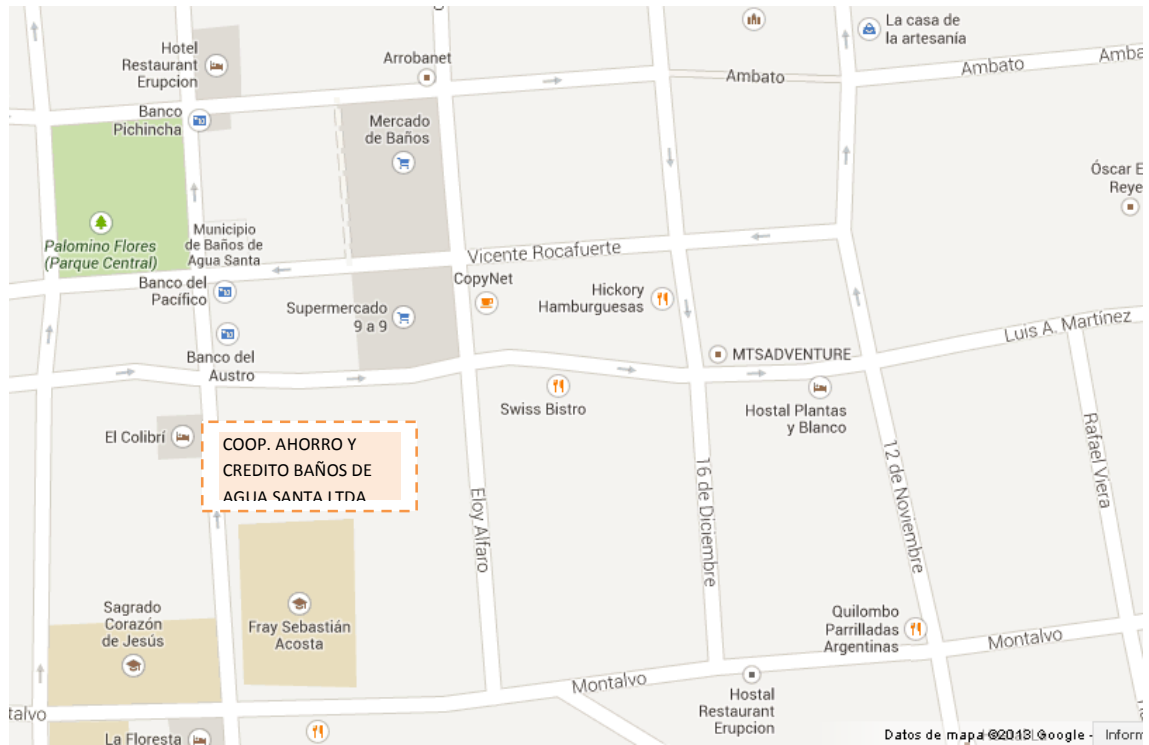 La casa de
la artesanía
Hotel
Restaurant
Erupcion
Arrobanet
Ambato
Ambato
Amba
Banco
Pichincha
Mercado
de Baños
Óscar E
Reye
Palomino Flores
(Parque Central)
Municipio
de Baños de
Agua Santa
Vicente Rocafuerte
Banco del
Pacífico
CopyNet
Hickory
Hamburguesas
Supermercado
9 a 9
Luis A. Martínez
Banco del
Austro
MTSADVENTURE
Swiss Bistro
Hostal Plantas
y Blanco
El Colibrí
COOP. AHORRO Y
CREDITO BAÑOS DE
AGUA SANTA LTDA
Eloy Alfaro
16 de Diciembre
12 de Noviembre
Rafael Viera
Sagrado
Corazón
de Jesús
Fray Sebastián
Acosta
Quilombo
Parrilladas
Argentinas
Montalvo
Montalvo
talvo
Hostal
Restaurant
Erupcion
La Floresta
Datos de mapa ©2013 Google -
Inform